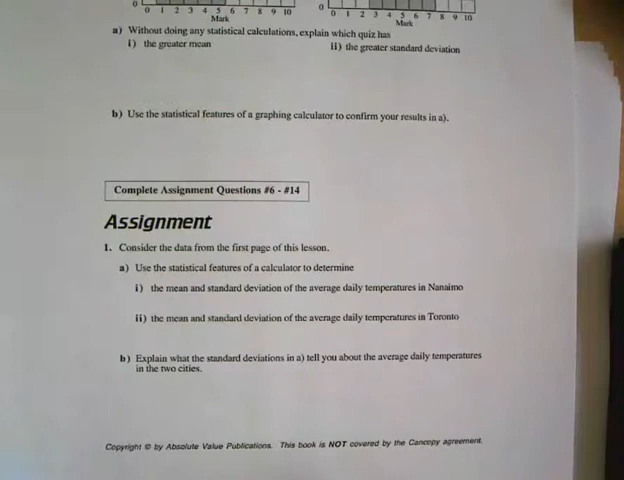 0 0
0 1 2 3 4 5 6 7 8 9 10 0 1 2 3 4 5 6 7 8 9 10
Mark Mark
a) Without doing any statistical calculations, explain which quiz has
i) the greater mean ii) the greater standard deviation
b) Use the statistical features of a graphing calculator to confirm your results in a).
Complete Assignment Questions #6 - #14
Assignment
1. Consider the data from the first page of this lesson.
a) Use the statistical features of a calculator to determine
i) the mean and standard deviation of the average daily temperatures in Nanaimo
ii) the mean and standard deviation of the average daily temperatures in Toronto
b) Explain what the standard deviations in a) tell you about the average daily temperatures
in the two cities.
Copyright © by Absolute Value Publications. This book is NOT covered by the Cancopy agreement.